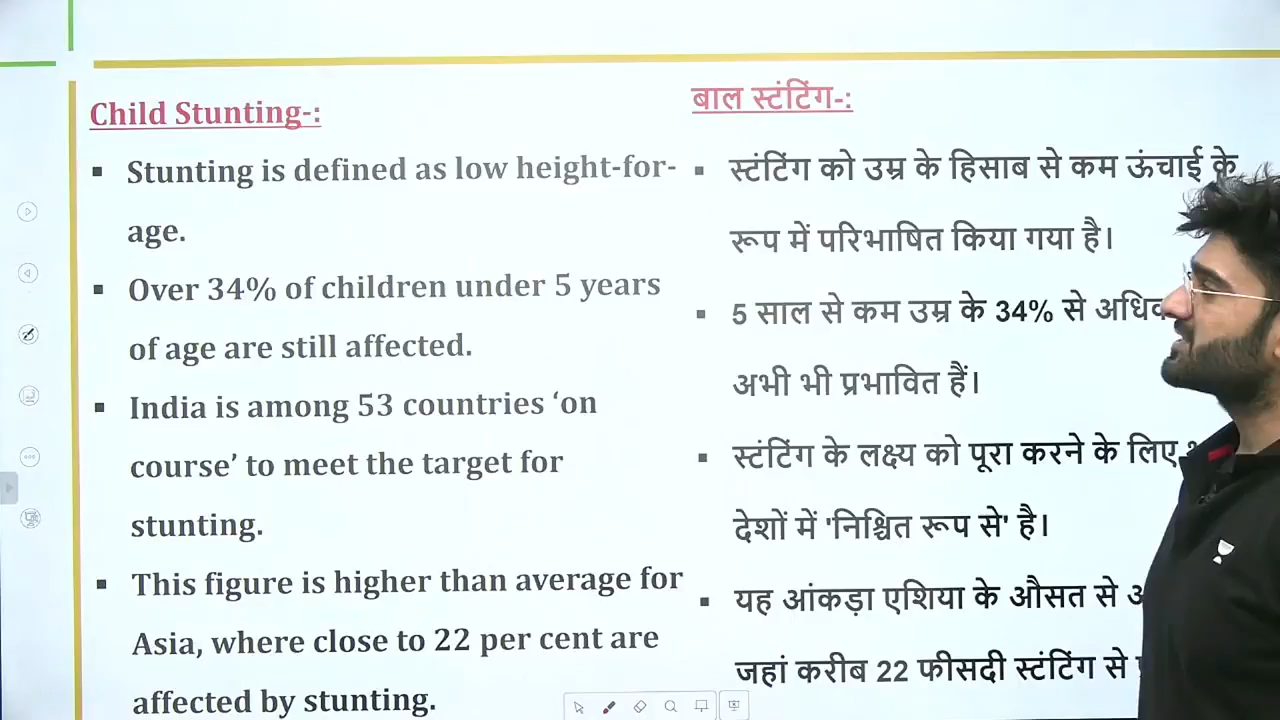 Child Stunting-:
▪ Stunting is defined as low height-for-
age.
▪ Over 34% of children under 5 years
of age are still affected.
▪ India is among 53 countries ‘on
course’ to meet the target for
stunting.
▪ This figure is higher than average for
Asia, where close to 22 per cent are
affected by stunting.
बाल स्टंटिंग-:
▪ स्टंटिंग को उम्र के हिसाब से कम ऊंचाई के
रूप में परिभाषित किया गया है।
▪ 5 साल से कम उम्र के 34% से
अभी भी प्रभावित हैं।
▪ स्टंटिंग के लक्ष्य को पूरा करने के लिए
देशों में 'निश्चित रूप से' है।
▪ यह आंकड़ा एशिया के औसत से
जहां करीब 22 फीसदी स्टंटिंग से